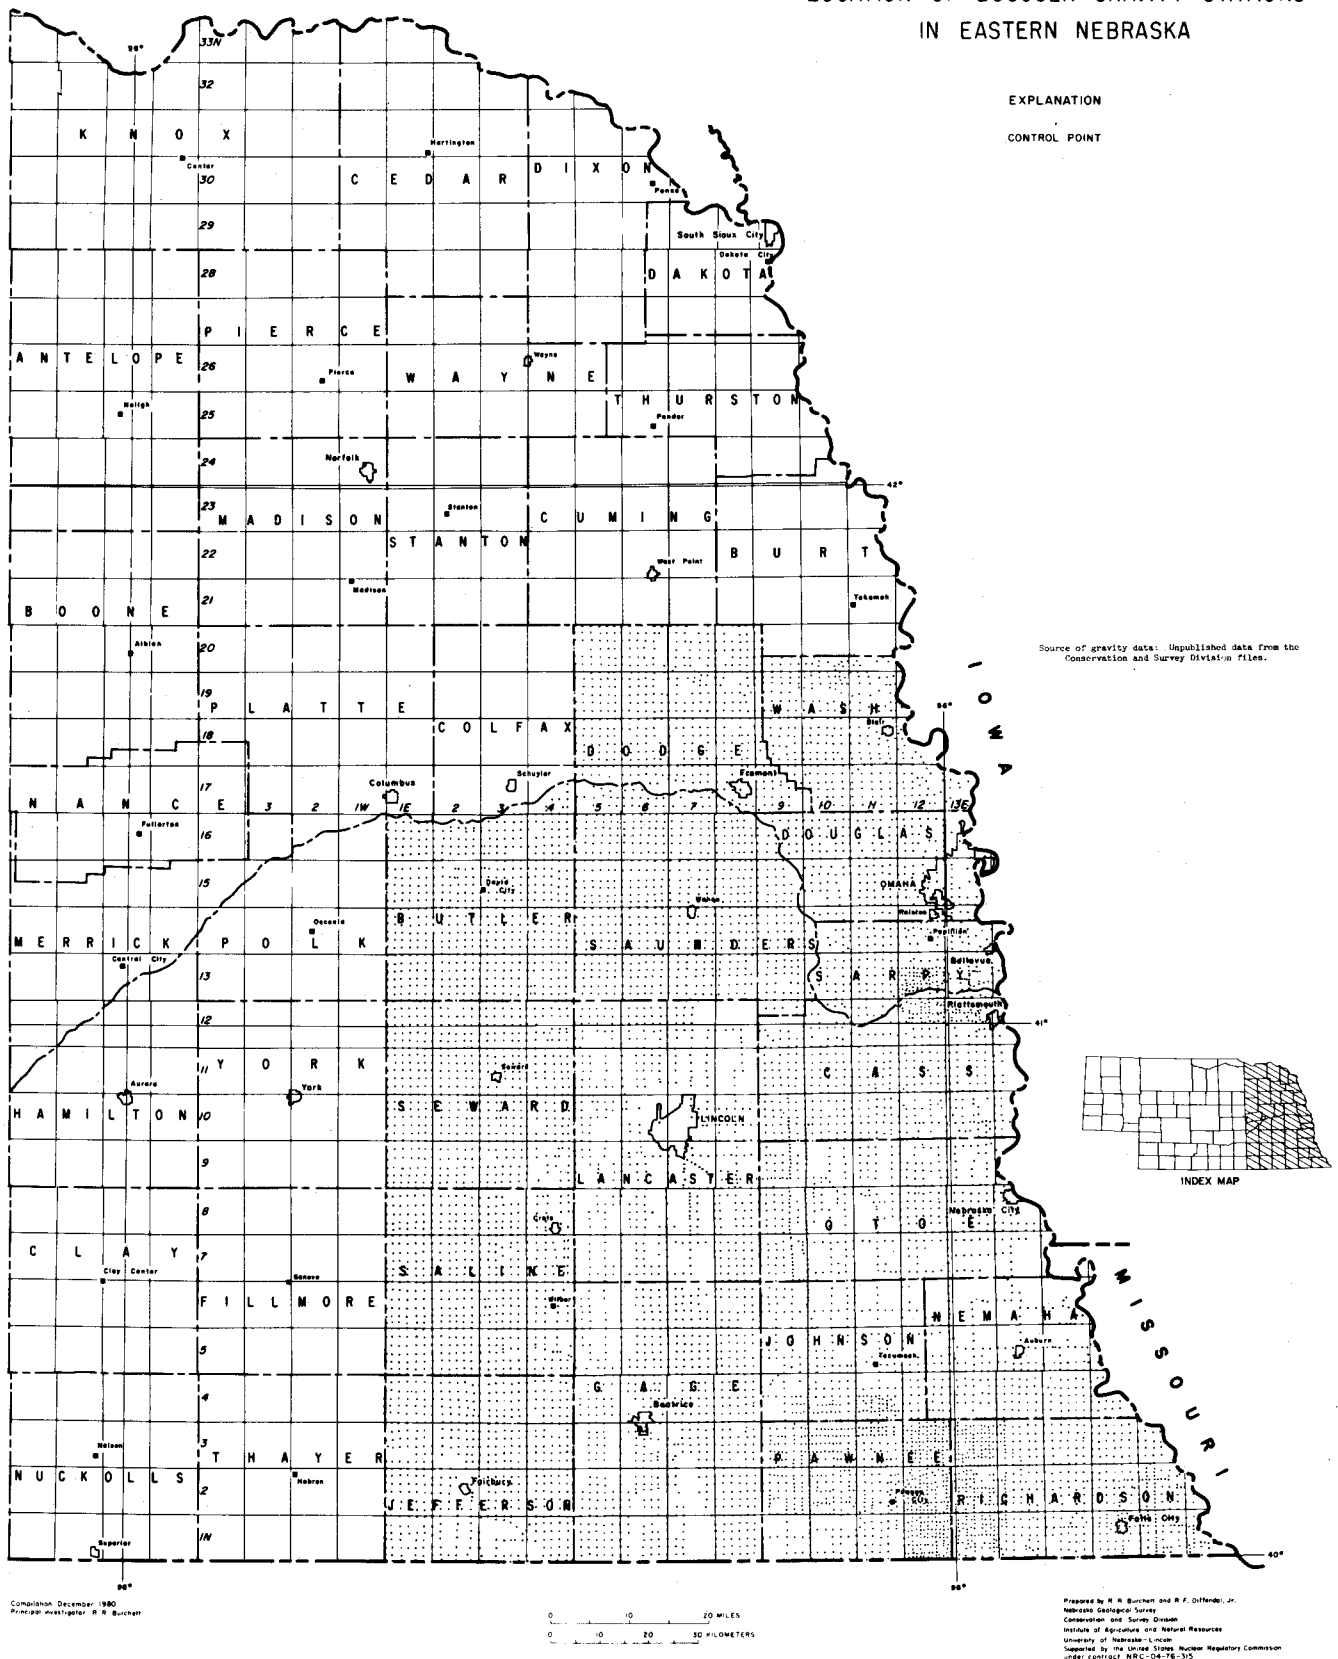 IN EASTERN NEBRASKA
EXPLANATION
CONTROL POINT
98°
33N
32
K N O X
Center
30
Hartington
C E D A R
D I X O N
Ponca
29
South Sioux City
Dakota City
28
D A K O T A
P I E R C E
A N T E L O P E
26
Pierce
Wayne
W A Y N E
T H U R S T O N
Neligh
25
Pender
24
Norfolk
42°
23
M A D I S O N
Stanton
C U M I N G
S T A N T O N
22
B U R T
West Point
Madison
Tekamah
21
B O O N E
Albion
20
Source of gravity data: Unpublished data from the
Conservation and Survey Division files.
I O W A
19
P L A T T E
W A S H
96°
Blair
18
C O L F A X
D O D G E
Columbus
Schuyler
Fremont
17
N A N C E
3 2 1W 1E 2 3 4 5 6 7 9 10 11 12 13E
Fullerton
16
D O U G L A S
15
David City
OMAHA
Wahoo
Ralston
Osceola
B U T L E R
Papillion
M E R R I C K
P O L K
S A U N D E R S
Central City
Bellevue
13
S A R P Y
Plattsmouth
12
41°
11
Y O R K
Seward
C A S S
Aurora
York
H A M I L T O N
10
S E W A R D
LINCOLN
9
L A N C A S T E R
INDEX MAP
8
Crete
Nebraska City
O T O E
C L A Y
7
Clay Center
Geneva
S A L I N E
M I S S O U R I
F I L L M O R E
Wilber
N E M A H A
5
J O H N S O N
Auburn
Tecumseh
4
G A G E
Beatrice
3
Nelson
T H A Y E R
P A W N E E
N U C K O L L S
Hebron
2
Fairbury
Pawnee City
R I C H A R D S O N
J E F F E R S O N
Falls City
1N
Superior
40°
98°
96°
Compilation December 1980
Principal investigator R. R. Burchett
0 10 20 MILES
0 10 20 30 KILOMETERS
Prepared by R. R. Burchett and R. F. Diffendal, Jr.
Nebraska Geological Survey
Conservation and Survey Division
Institute of Agriculture and Natural Resources
University of Nebraska-Lincoln
Supported by the United States Nuclear Regulatory Commission
under contract NRC-04-76-315